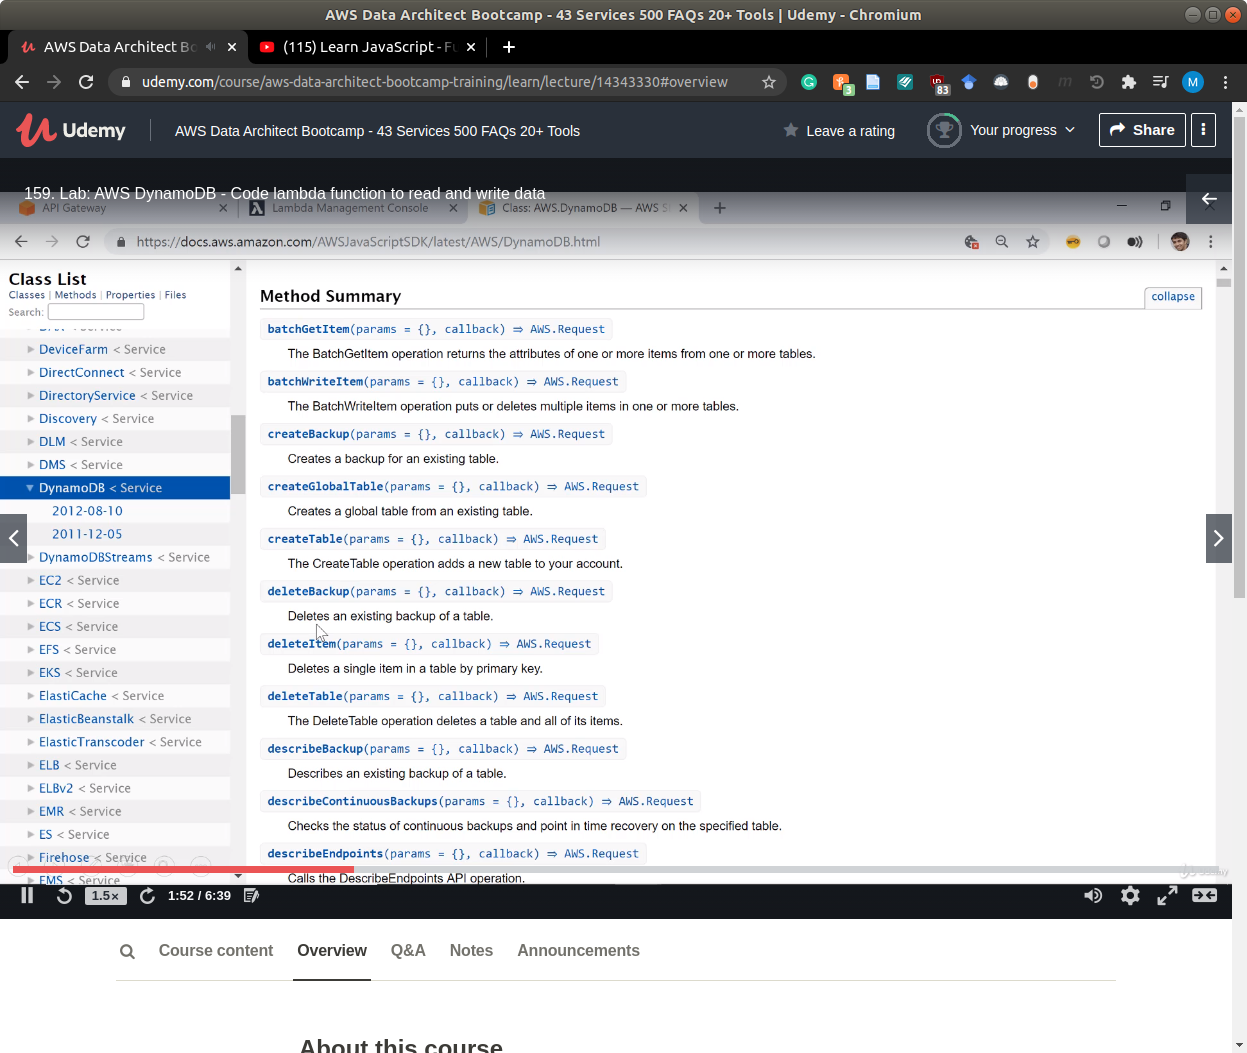 AWS Data Architect Bootcamp - 43 Services 500 FAQs 20+ Tools | Udemy - Chromium
AWS Data Architect Bo
(115) Learn JavaScript - Fu
udemy.com/course/aws-data-architect-bootcamp-training/learn/lecture/14343330#overview
3
83
M
Udemy
AWS Data Architect Bootcamp - 43 Services 500 FAQs 20+ Tools
Leave a rating
Your progress
Share
159. Lab: AWS DynamoDB - Code lambda function to read and write data
API Gateway
Lambda Management Console
Class: AWS.DynamoDB — AWS S
https://docs.aws.amazon.com/AWSJavaScriptSDK/latest/AWS/DynamoDB.html
Class List
Classes | Methods | Properties | Files
Search:
DAX < Service
DeviceFarm < Service
DirectConnect < Service
DirectoryService < Service
Discovery < Service
DLM < Service
DMS < Service
DynamoDB < Service
2012-08-10
2011-12-05
DynamoDBStreams < Service
EC2 < Service
ECR < Service
ECS < Service
EFS < Service
EKS < Service
ElastiCache < Service
ElasticBeanstalk < Service
ElasticTranscoder < Service
ELB < Service
ELBv2 < Service
EMR < Service
ES < Service
Firehose < Service
FMS < Service
Method Summary
collapse
batchGetItem(params = {}, callback) ⇒ AWS.Request
The BatchGetItem operation returns the attributes of one or more items from one or more tables.
batchWriteItem(params = {}, callback) ⇒ AWS.Request
The BatchWriteItem operation puts or deletes multiple items in one or more tables.
createBackup(params = {}, callback) ⇒ AWS.Request
Creates a backup for an existing table.
createGlobalTable(params = {}, callback) ⇒ AWS.Request
Creates a global table from an existing table.
createTable(params = {}, callback) ⇒ AWS.Request
The CreateTable operation adds a new table to your account.
deleteBackup(params = {}, callback) ⇒ AWS.Request
Deletes an existing backup of a table.
deleteItem(params = {}, callback) ⇒ AWS.Request
Deletes a single item in a table by primary key.
deleteTable(params = {}, callback) ⇒ AWS.Request
The DeleteTable operation deletes a table and all of its items.
describeBackup(params = {}, callback) ⇒ AWS.Request
Describes an existing backup of a table.
describeContinuousBackups(params = {}, callback) ⇒ AWS.Request
Checks the status of continuous backups and point in time recovery on the specified table.
describeEndpoints(params = {}, callback) ⇒ AWS.Request
Calls the DescribeEndpoints API operation.
udemy
1.5×
1:52 / 6:39
Course content
Overview
Q&A
Notes
Announcements
About this course